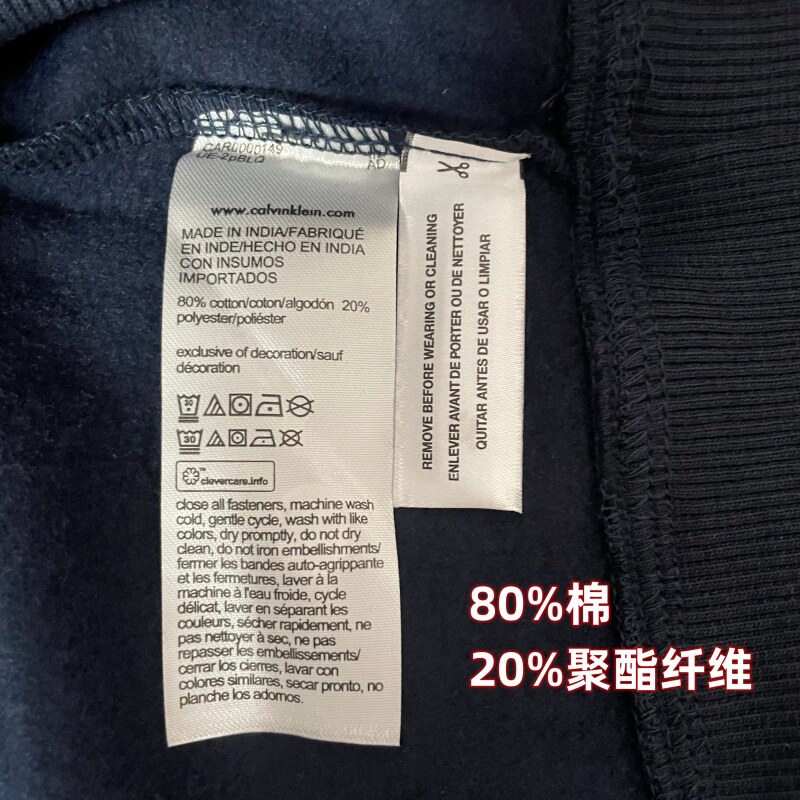 CAR0000149
UE-2pBLQ
AD
www.calvinklein.com
MADE IN INDIA/FABRIQUÉ
EN INDE/HECHO EN INDIA
CON INSUMOS
IMPORTADOS
80% cotton/coton/algodón 20%
polyester/poliéster
exclusive of decoration/sauf
décoration
30
30
clevercare.info
close all fasteners, machine wash
cold, gentle cycle, wash with like
colors, dry promptly, do not dry
clean, do not iron embellishments/
fermer les bandes auto-agrippante
et les fermetures, laver à la
machine à l'eau froide, cycle
délicat, laver en séparant les
couleurs, sécher rapidement, ne
pas nettoyer à sec, ne pas
repasser les embellissements/
cerrar los cierres, lavar con
colores similares, secar pronto, no
planche los adornos.
REMOVE BEFORE WEARING OR CLEANING
ENLEVER AVANT DE PORTER OU DE NETTOYER
QUITAR ANTES DE USAR O LIMPIAR
80%棉
20%聚酯纤维